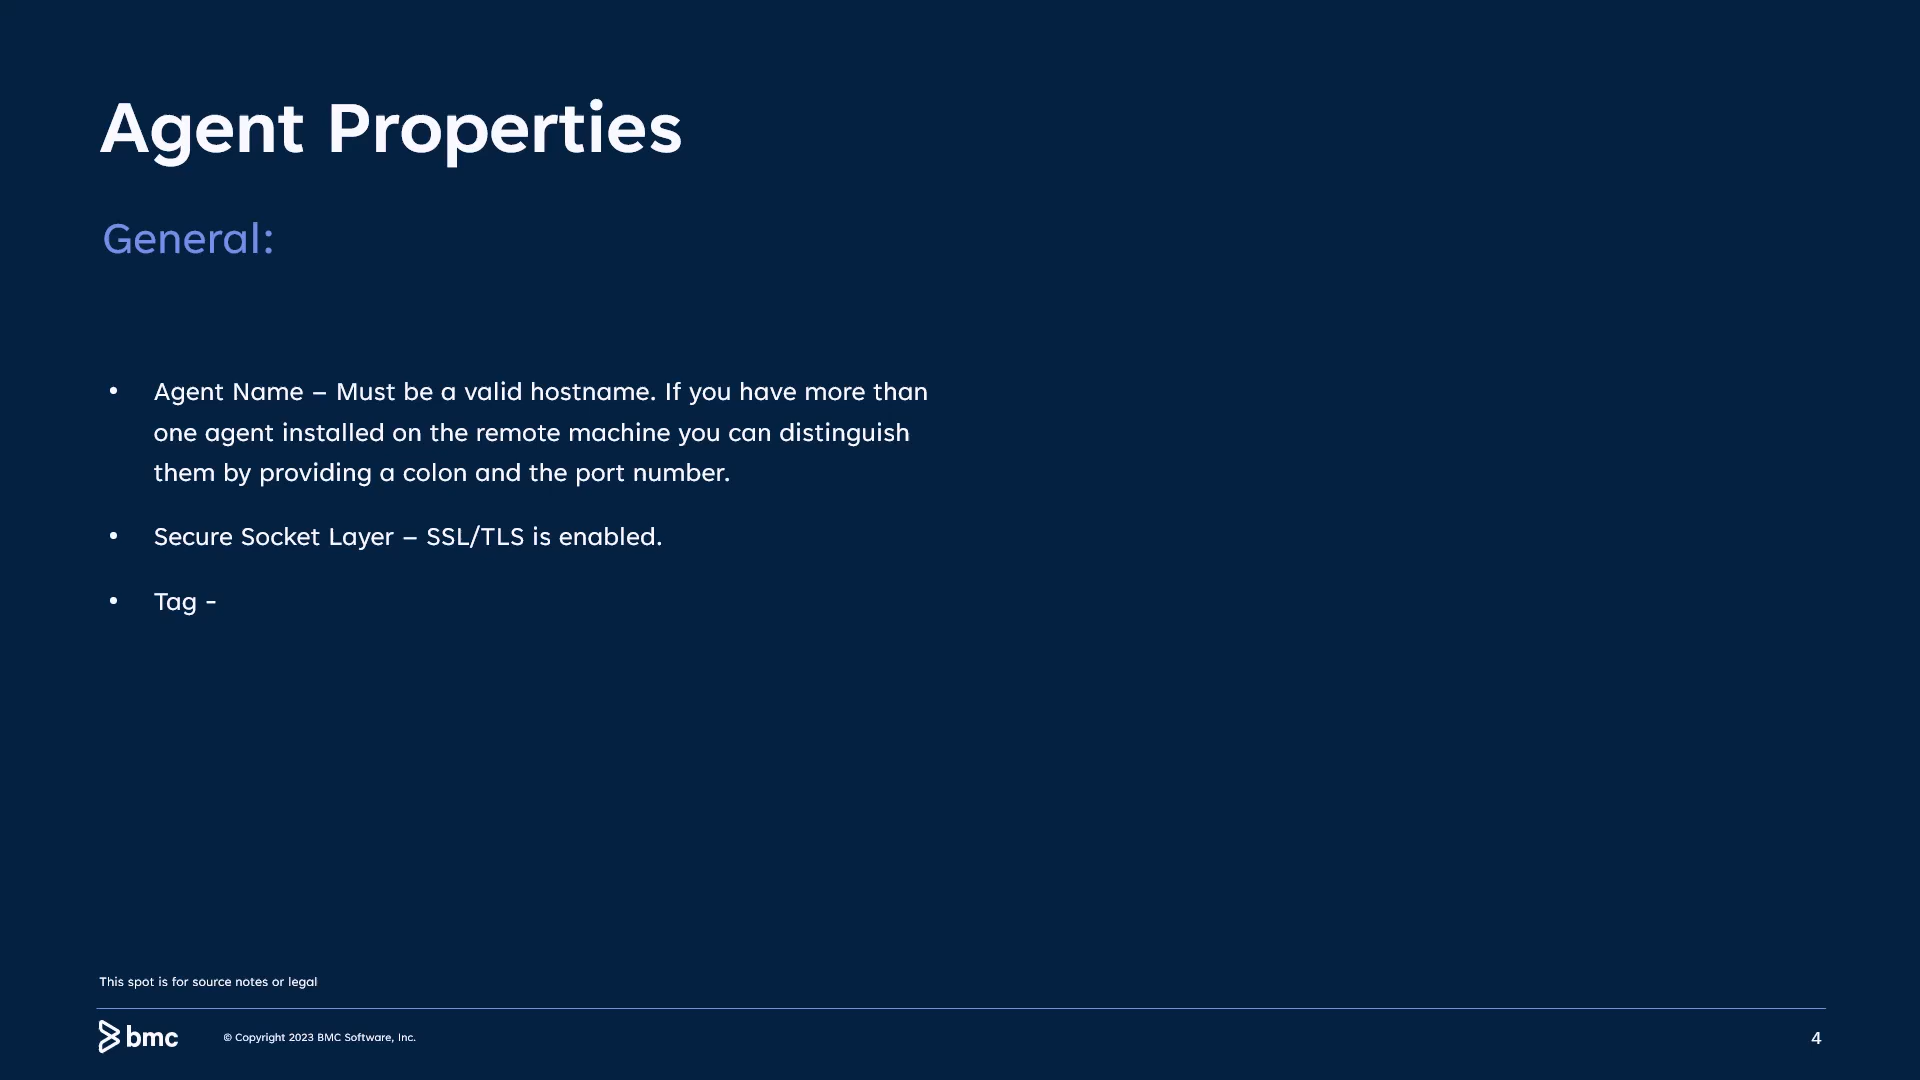 Agent Properties
General:
• Agent Name – Must be a valid hostname. If you have more than
one agent installed on the remote machine you can distinguish
them by providing a colon and the port number.
• Secure Socket Layer – SSL/TLS is enabled.
• Tag -
This spot is for source notes or legal
bmc
© Copyright 2023 BMC Software, Inc.
4